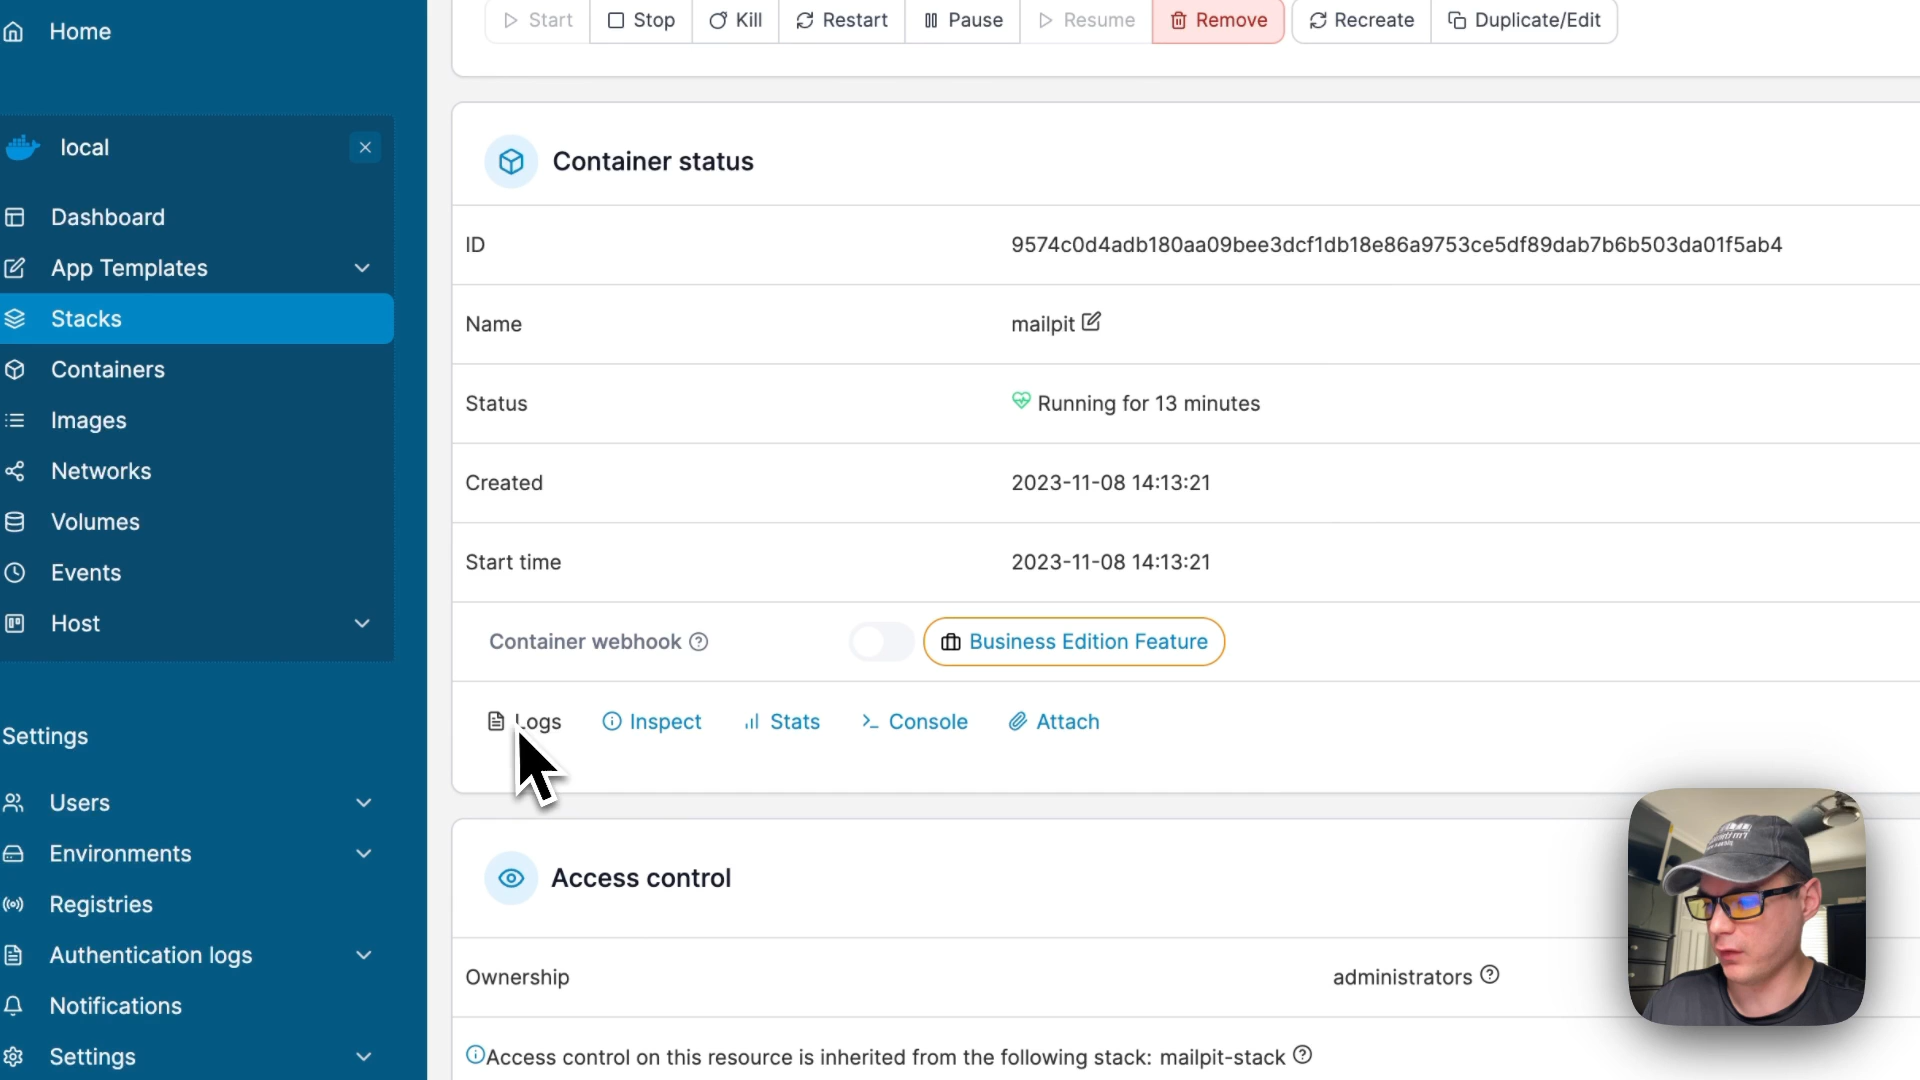 Home
local
Dashboard
App Templates
Stacks
Containers
Images
Networks
Volumes
Events
Host
Settings
Users
Environments
Registries
Authentication logs
Notifications
Settings
Start Stop Kill Restart Pause Resume Remove Recreate Duplicate/Edit
Container status
ID 9574c0d4adb180aa09bee3dcf1db18e86a9753ce5df89dab7b6b503da01f5ab4
Name mailpit
Status Running for 13 minutes
Created 2023-11-08 14:13:21
Start time 2023-11-08 14:13:21
Container webhook Business Edition Feature
Logs Inspect Stats Console Attach
Access control
Ownership administrators
Access control on this resource is inherited from the following stack: mailpit-stack